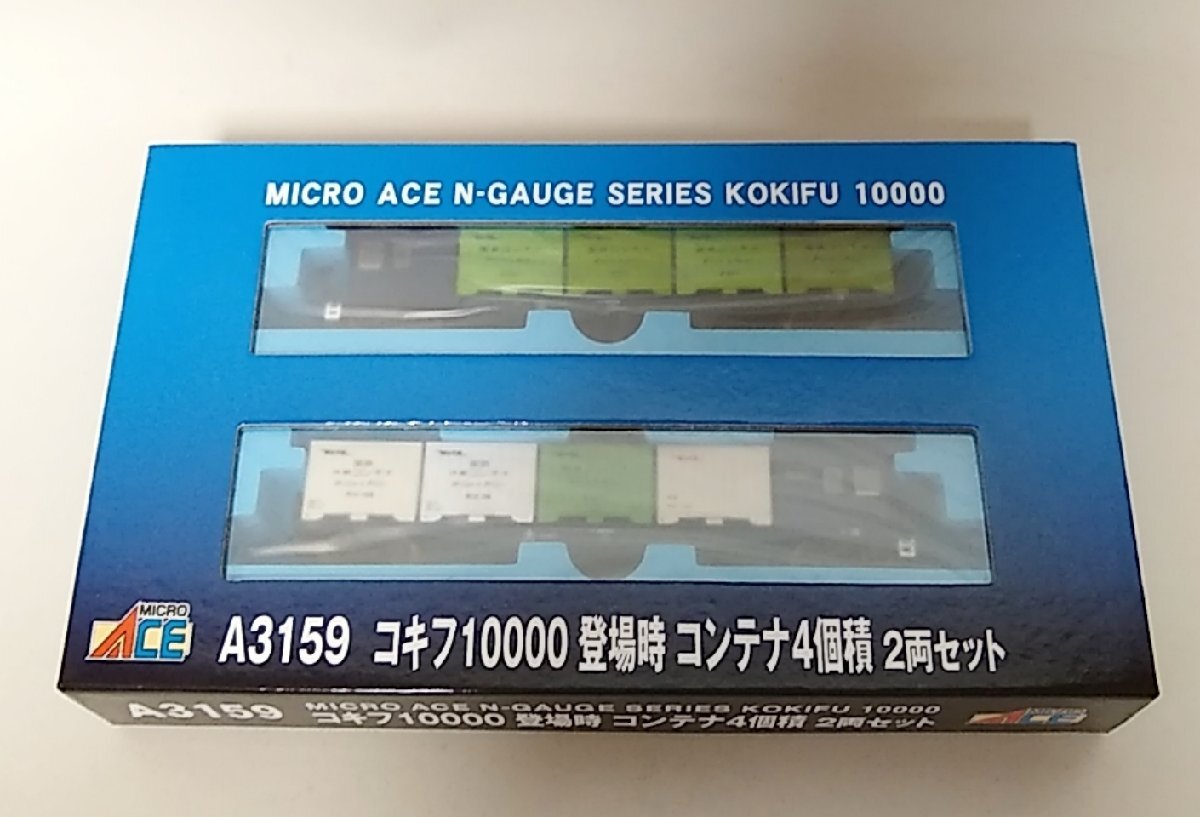 MICRO ACE N-GAUGE SERIES KOKIFU 10000
MICRO
ACE
A3159 コキフ10000 登場時 コンテナ4個積 2両セット
A3159
MICRO ACE N-GAUGE SERIES KOKIFU 10000
コキフ10000 登場時 コンテナ4個積 2両セット
MICRO
ACE